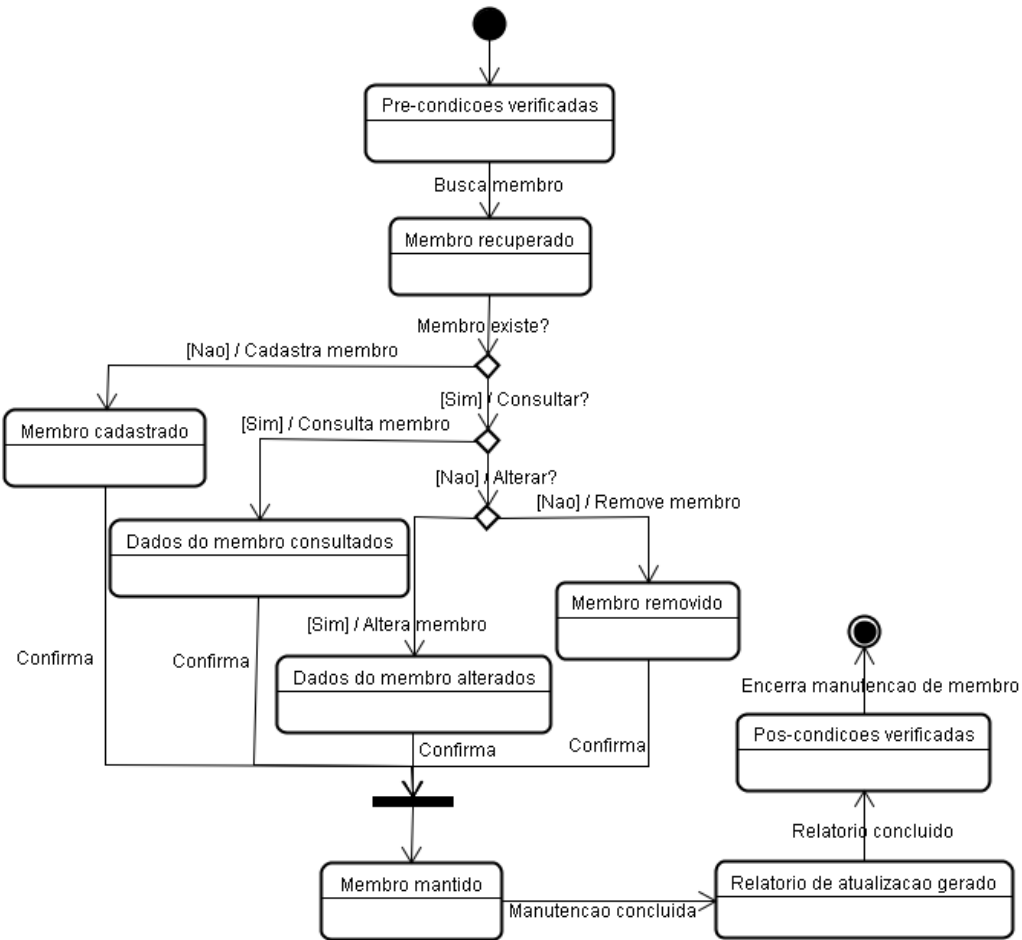 Pre-condicoes verificadas
Busca membro
Membro recuperado
Membro existe?
[Nao] / Cadastra membro
[Sim] / Consultar?
Membro cadastrado
[Sim] / Consulta membro
[Nao] / Alterar?
[Nao] / Remove membro
Dados do membro consultados
Membro removido
[Sim] / Altera membro
Confirma
Confirma
Dados do membro alterados
Encerra manutencao de membro
Pos-condicoes verificadas
Confirma
Confirma
Relatorio concluido
Membro mantido
Relatorio de atualizacao gerado
Manutencao concluida